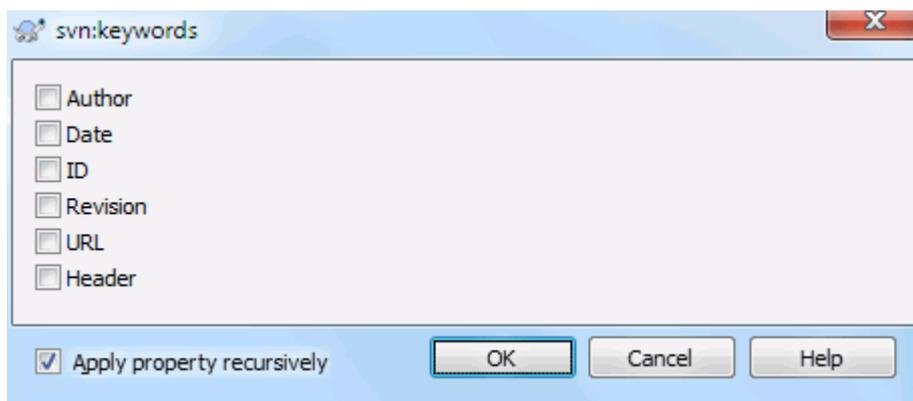 svn:keywords
Author
Date
ID
Revision
URL
Header
Apply property recursively OK Cancel Help